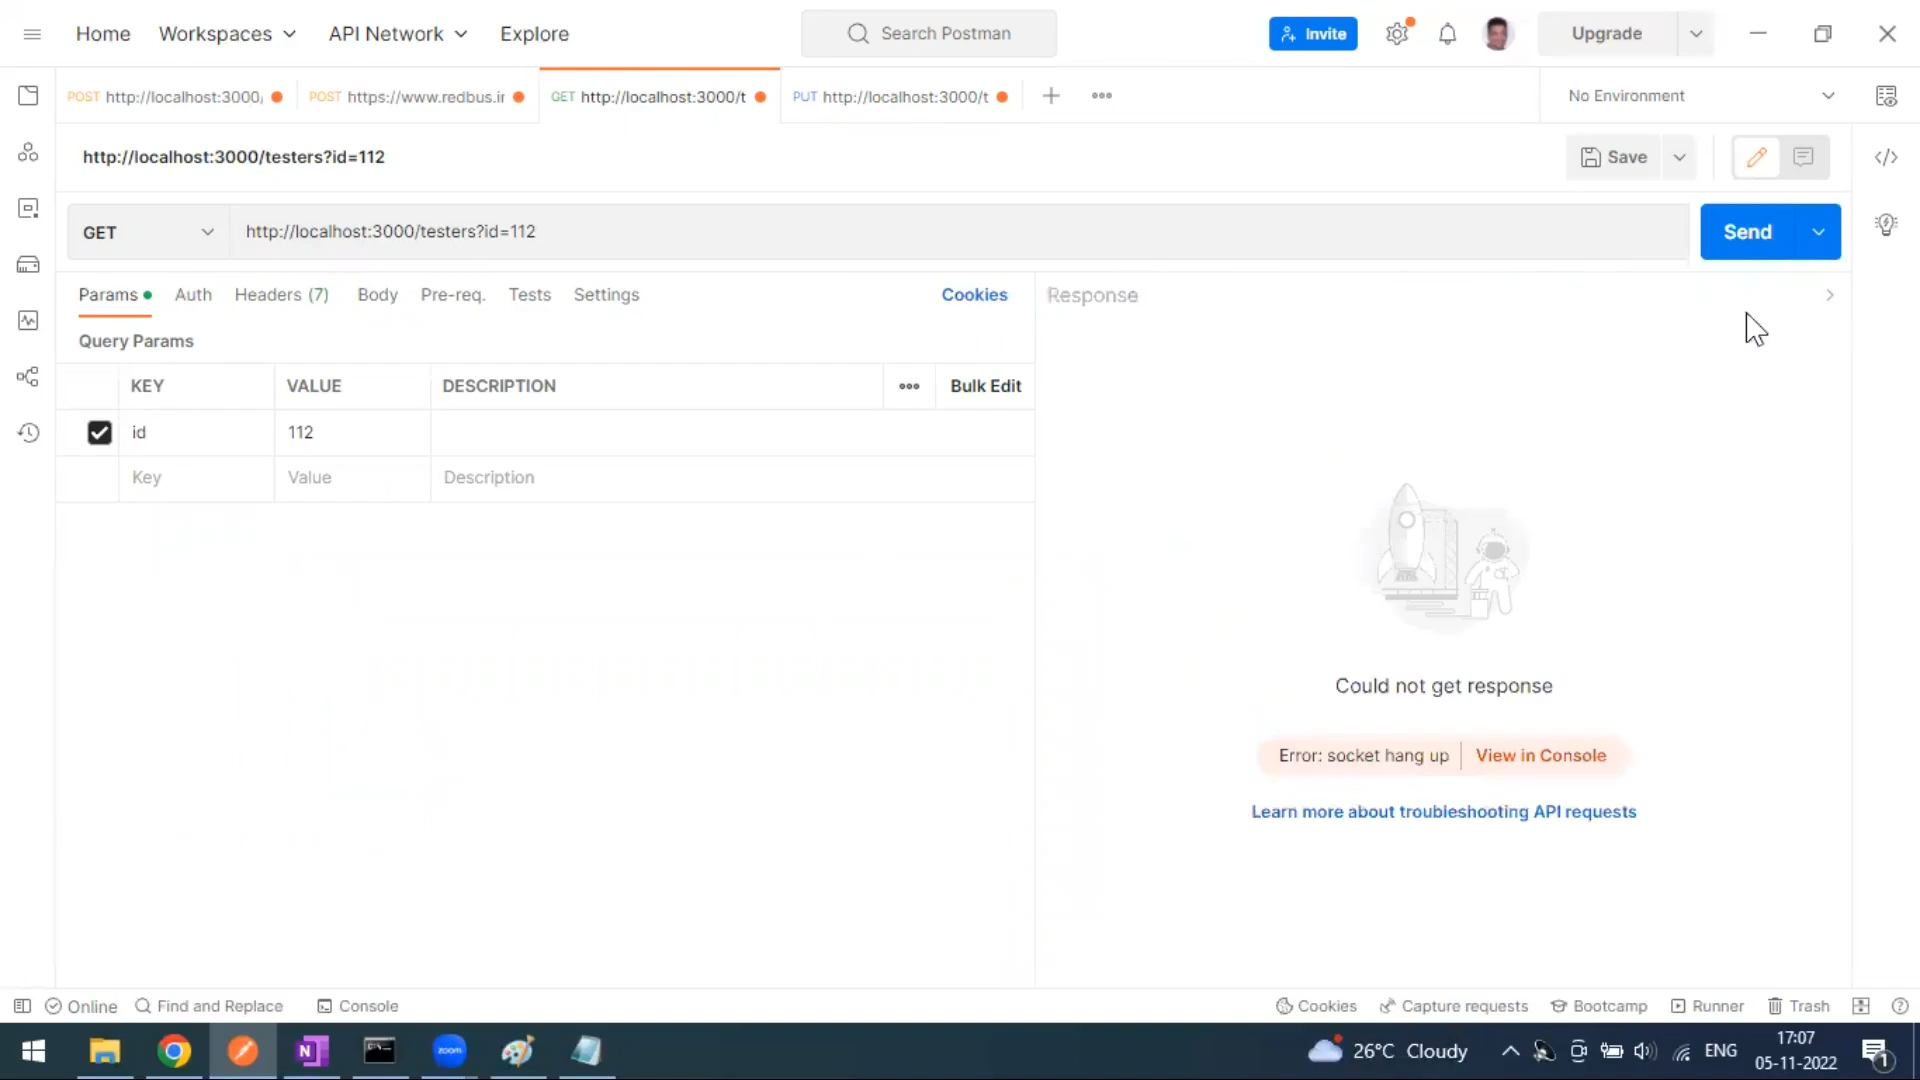 Home Workspaces API Network Explore Search Postman Invite Upgrade
POST http://localhost:3000, POST https://www.redbus.ir GET http://localhost:3000/t PUT http://localhost:3000/t No Environment
http://localhost:3000/testers?id=112 Save
GET http://localhost:3000/testers?id=112 Send
Params Auth Headers (7) Body Pre-req. Tests Settings Cookies Response
Query Params
KEY VALUE DESCRIPTION Bulk Edit
id 112
Key Value Description
Could not get response
Error: socket hang up View in Console
Learn more about troubleshooting API requests
Online Find and Replace Console Cookies Capture requests Bootcamp Runner Trash
N zoom 26°C Cloudy ENG 17:07
05-11-2022 1